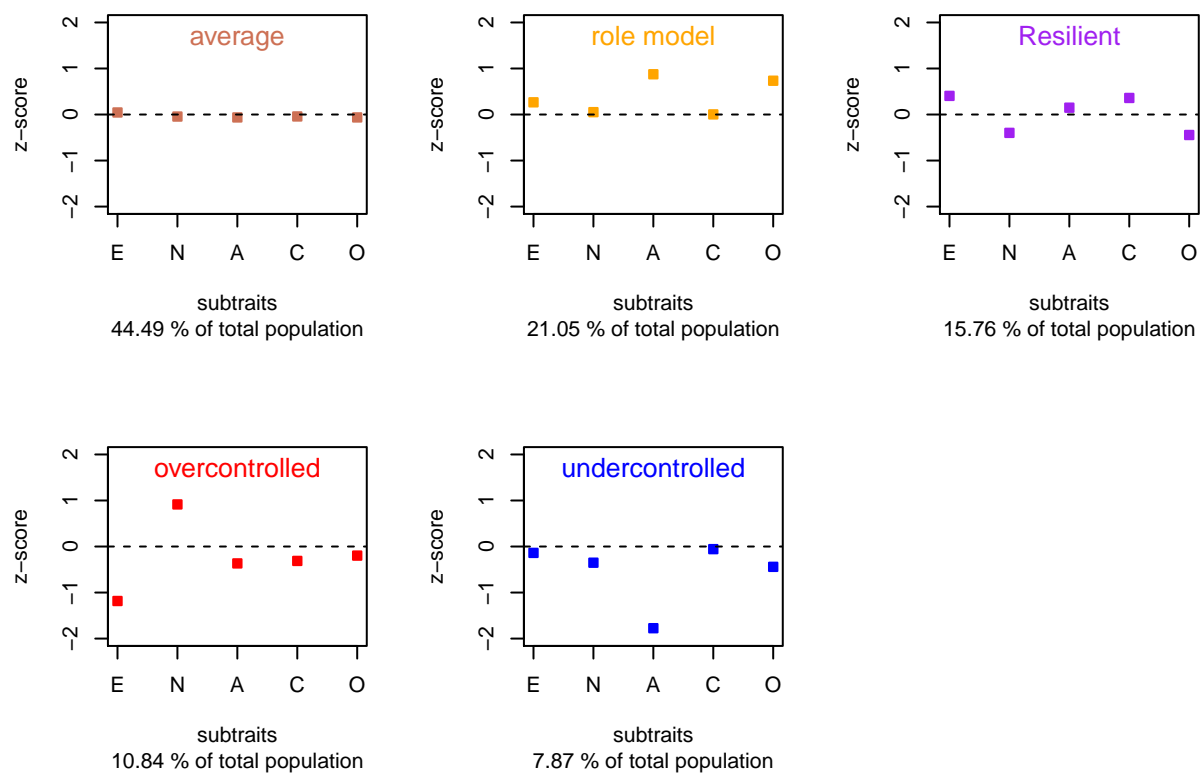 average
z−score
2
1
0
−1
−2
E N A C O
subtraits
44.49 % of total population
role model
z−score
2
1
0
−1
−2
E N A C O
subtraits
21.05 % of total population
Resilient
z−score
2
1
0
−1
−2
E N A C O
subtraits
15.76 % of total population
overcontrolled
z−score
2
1
0
−1
−2
E N A C O
subtraits
10.84 % of total population
undercontrolled
z−score
2
1
0
−1
−2
E N A C O
subtraits
7.87 % of total population